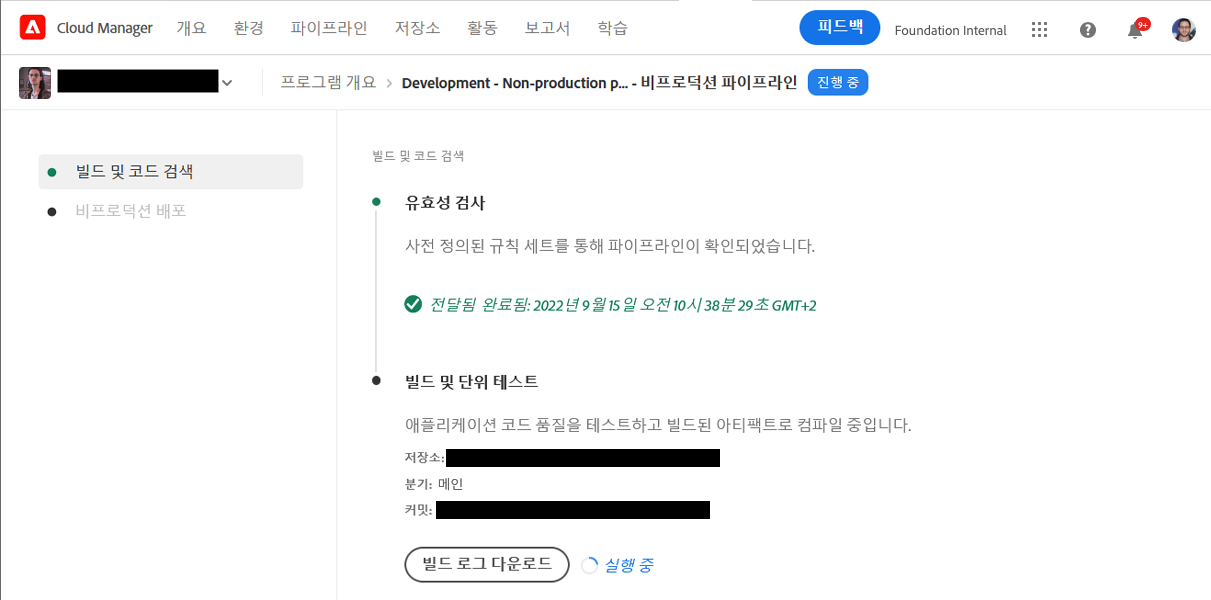 Cloud Manager 개요 환경 파이프라인 저장소 활동 보고서 학습 피드백 Foundation Internal 9+
프로그램 개요 > Development - Non-production p... - 비프로덕션 파이프라인 진행 중
빌드 및 코드 검색
비프로덕션 배포
빌드 및 코드 검색
유효성 검사
사전 정의된 규칙 세트를 통해 파이프라인이 확인되었습니다.
전달됨 완료됨: 2022년 9월 15일 오전 10시 38분 29초 GMT+2
빌드 및 단위 테스트
애플리케이션 코드 품질을 테스트하고 빌드된 아티팩트로 컴파일 중입니다.
저장소:
분기: 메인
커밋:
빌드 로그 다운로드 실행 중